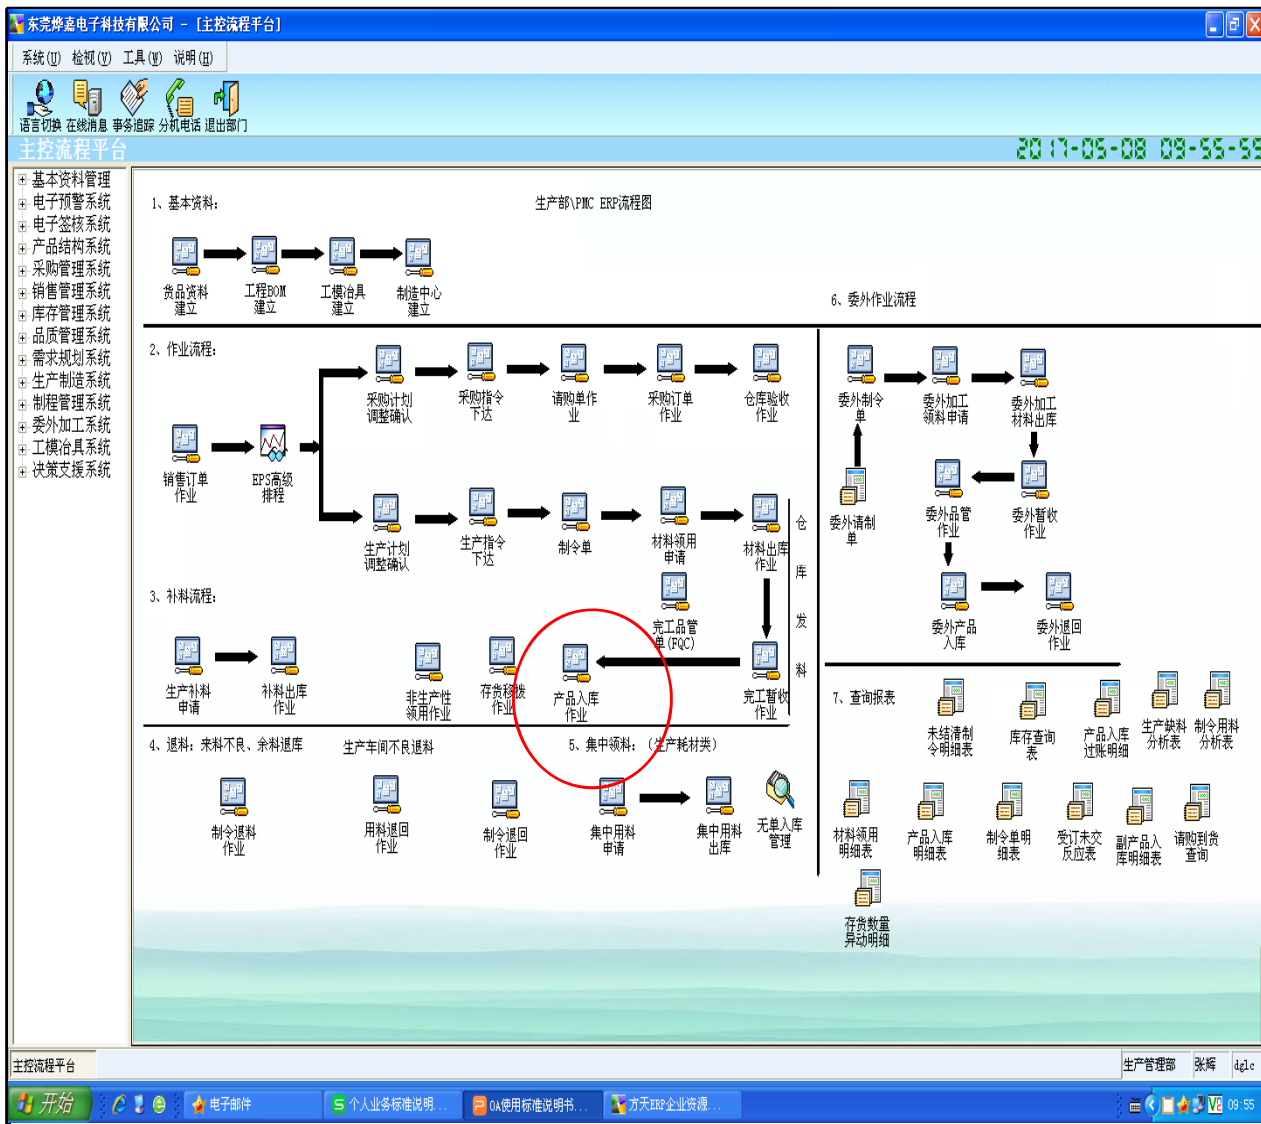 东莞烨嘉电子科技有限公司 - [主控流程平台]
系统(U) 检视(V) 工具(W) 说明(H)
语言切换 在线消息 事务追踪 分机电话 退出部门
主控流程平台
2017-05-08 09-55-55
基本资料管理
电子预警系统
电子签核系统
产品结构系统
采购管理系统
销售管理系统
库存管理系统
品质管理系统
需求规划系统
生产制造系统
制程管理系统
委外加工系统
工模冶具系统
决策支援系统
1、基本资料:
生产部\PMC ERP流程图
货品资料
建立
工程BOM
建立
工模冶具
建立
制造中心
建立
2、作业流程:
采购计划
调整确认
采购指令
下达
请购单作
业
采购订单
作业
仓库验收
作业
销售订单
作业
EPS高级
排程
生产计划
调整确认
生产指令
下达
制令单
材料领用
申请
材料出库
作业
仓
库
发
料
完工品管
单(FQC)
完工暂收
作业
产品入库
作业
存货移拨
作业
非生产性
领用作业
3、补料流程:
生产补料
申请
补料出库
作业
4、退料: 来料不良、余料退库
生产车间不良退料
制令退料
作业
用料退回
作业
制令退回
作业
5、集中领料: (生产耗材类)
集中用料
申请
集中用料
出库
无单入库
管理
6、委外作业流程
委外制令
单
委外加工
领料申请
委外加工
材料出库
委外请制
单
委外品管
作业
委外暂收
作业
委外产品
入库
委外退回
作业
7、查询报表
未结清制
令明细表
库存查询
表
产品入库
过账明细
生产缺料
分析表
制令用料
分析表
材料领用
明细表
产品入库
明细表
制令单明
细表
受订未交
反应表
副产品入
库明细表
请购到货
查询
存货数量
异动明细
主控流程平台
生产管理部 张辉 dglc
开始
电子邮件
个人业务标准说明...
OA使用标准说明书...
方天ERP企业资源...
09:55